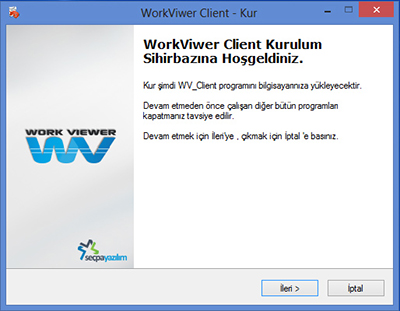 WorkViwer Client - Kur
WorkViwer Client Kurulum
Sihirbazına Hoşgeldiniz.
Kur şimdi WV_Client programını bilgisayarınıza yükleyecektir.
Devam etmeden önce çalışan diğer bütün programları
kapatmanız tavsiye edilir.
Devam etmek için İleri'ye , çıkmak için İptal 'e basınız.
WORK VIEWER
WV
secpayazılım
İleri >
İptal